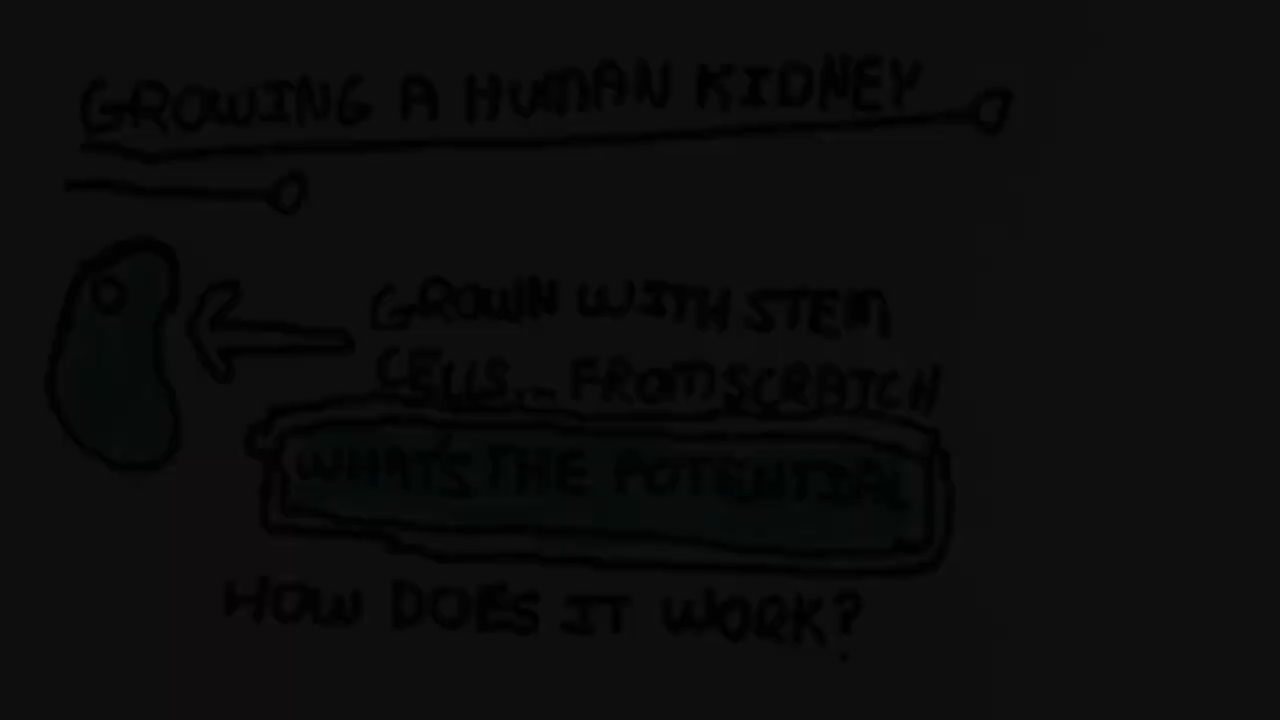 GROWING A HUMAN KIDNEY
GROWN WITH STEM
CELLS... FROM SCRATCH
WHAT'S THE POTENTIAL
HOW DOES IT WORK?